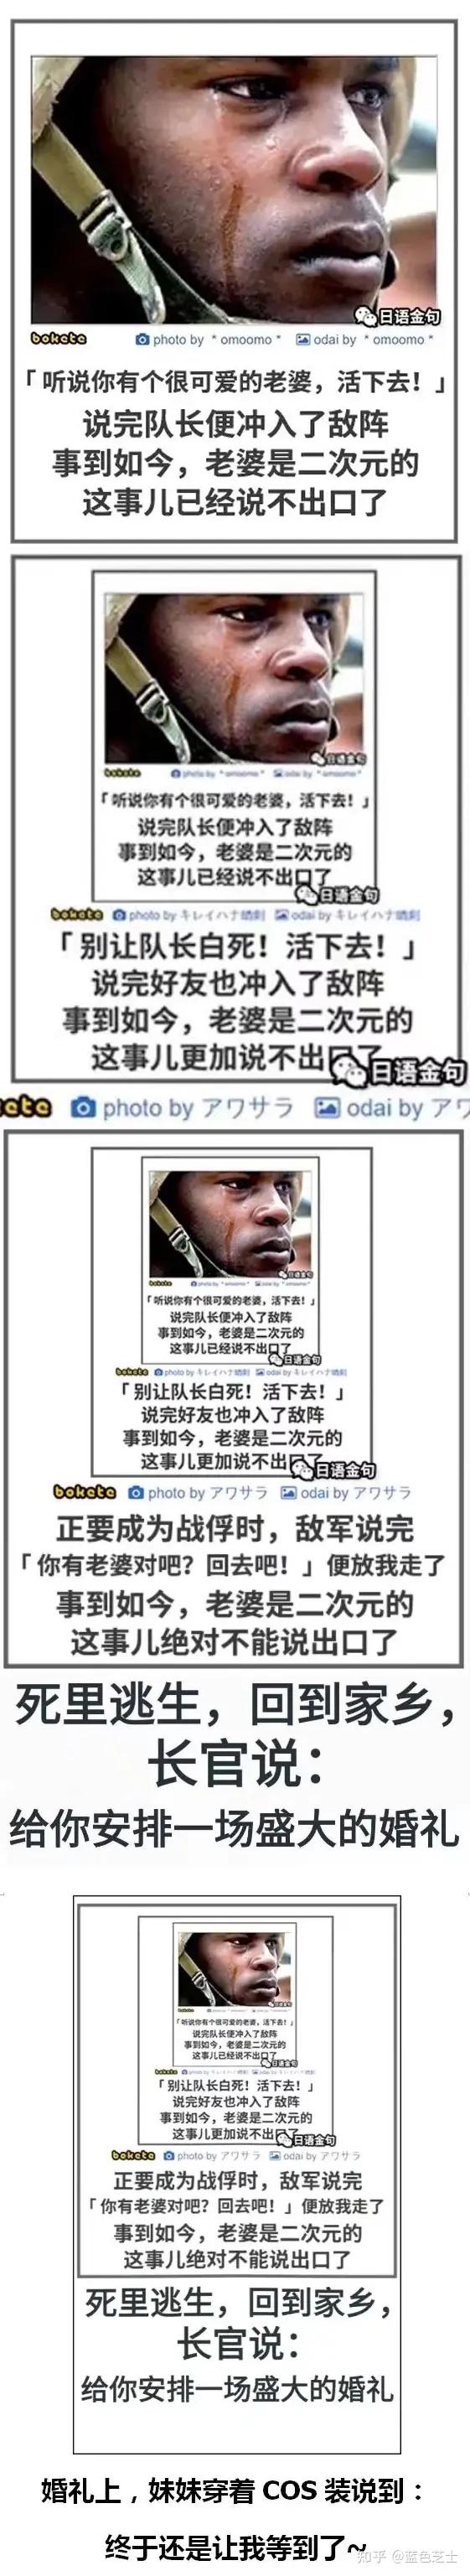 日语金句
bokete photo by * omoomo * odai by * omoomo *
「 听说你有个很可爱的老婆，活下去！」
说完队长便冲入了敌阵
事到如今，老婆是二次元的
这事儿已经说不出口了
日语金句
bokete photo by * omoomo * odai by * omoomo *
「 听说你有个很可爱的老婆，活下去！」
说完队长便冲入了敌阵
事到如今，老婆是二次元的
这事儿已经说不出口了
日语金句
bokete photo by キレイハナ晴剣 odai by キレイハナ晴剣
「 别让队长白死！活下去！」
说完好友也冲入了敌阵
事到如今，老婆是二次元的
这事儿更加说不出口了
日语金句
ete photo by アワサラ odai by アワ
日语金句
bokete photo by * omoomo * odai by * omoomo *
「 听说你有个很可爱的老婆，活下去！」
说完队长便冲入了敌阵
事到如今，老婆是二次元的
这事儿已经说不出口了
日语金句
bokete photo by キレイハナ晴剣 odai by キレイハナ晴剣
「 别让队长白死！活下去！」
说完好友也冲入了敌阵
事到如今，老婆是二次元的
这事儿更加说不出口了
日语金句
bokete photo by アワサラ odai by アワサラ
正要成为战俘时，敌军说完
「 你有老婆对吧？回去吧！」便放我走了
事到如今，老婆是二次元的
这事儿绝对不能说出口了
死里逃生，回到家乡，
长官说：
给你安排一场盛大的婚礼
日语金句
「 听说你有个很可爱的老婆，活下去！」
说完队长便冲入了敌阵
事到如今，老婆是二次元的
这事儿已经说不出口了
日语金句
「 别让队长白死！活下去！」
说完好友也冲入了敌阵
事到如今，老婆是二次元的
这事儿更加说不出口了
日语金句
bokete photo by アワサラ odai by アワサラ
正要成为战俘时，敌军说完
「 你有老婆对吧？回去吧！」便放我走了
事到如今，老婆是二次元的
这事儿绝对不能说出口了
死里逃生，回到家乡，
长官说：
给你安排一场盛大的婚礼
婚礼上，妹妹穿着 COS 装说到：
终于还是让我等到了~
知乎 @蓝色芝士